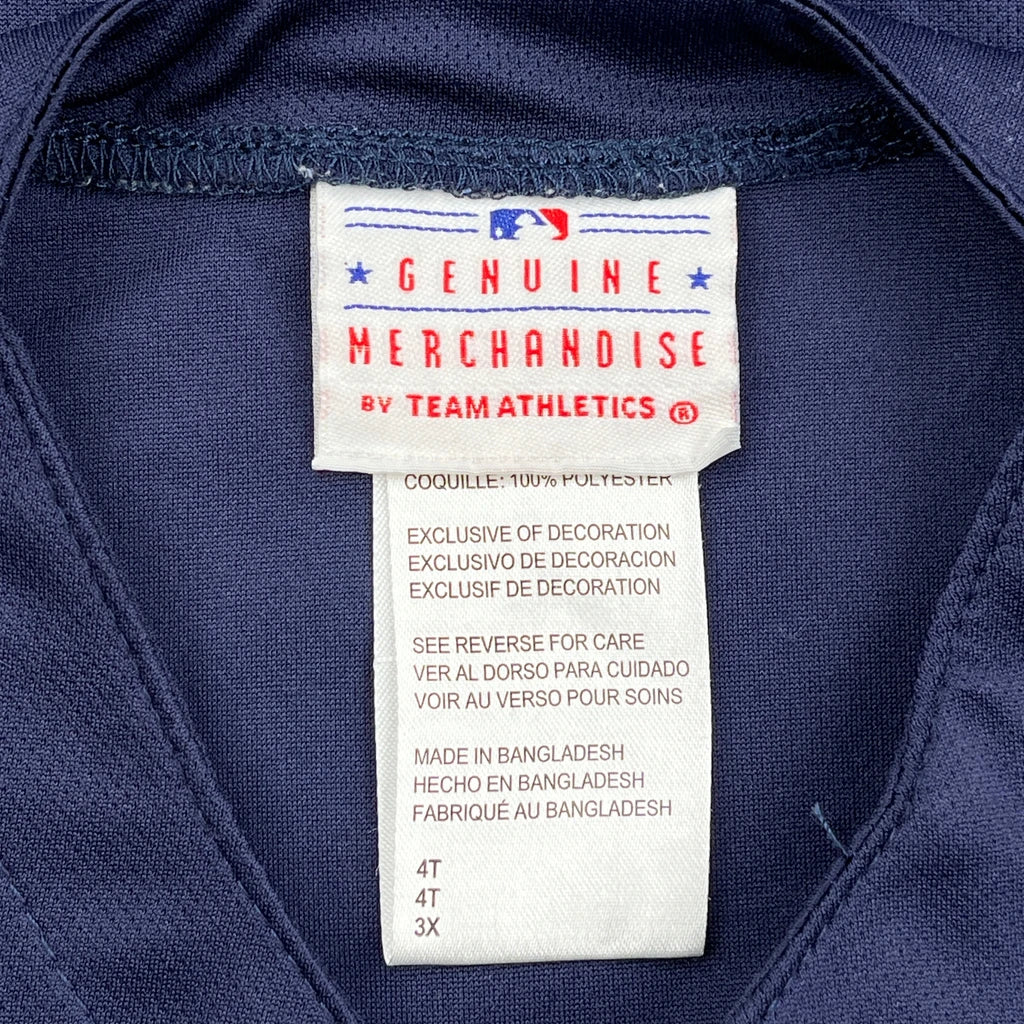 GENUINE
MERCHANDISE
BY TEAM ATHLETICS ®
COQUILLE: 100% POLYESTER
EXCLUSIVE OF DECORATION
EXCLUSIVO DE DECORACION
EXCLUSIF DE DECORATION
SEE REVERSE FOR CARE
VER AL DORSO PARA CUIDADO
VOIR AU VERSO POUR SOINS
MADE IN BANGLADESH
HECHO EN BANGLADESH
FABRIQUÉ AU BANGLADESH
4T
4T
3X